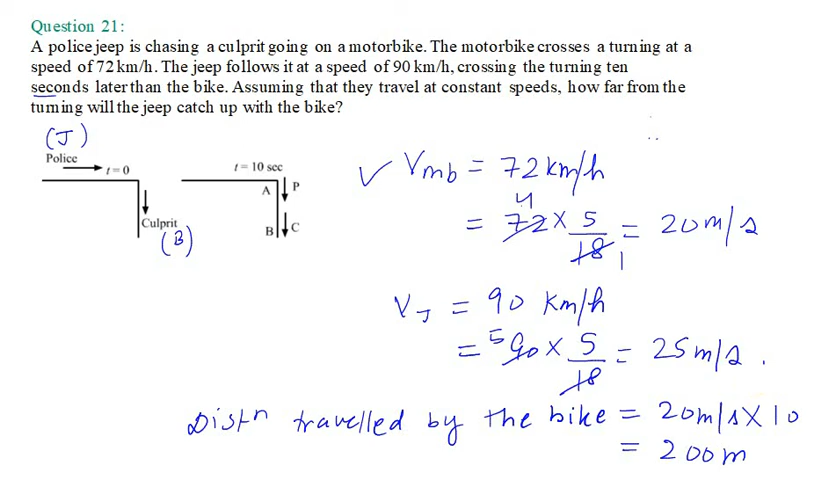 Question 21:
A police jeep is chasing a culprit going on a motorbike. The motorbike crosses a turning at a
speed of 72 km/h. The jeep follows it at a speed of 90 km/h, crossing the turning ten
seconds later than the bike. Assuming that they travel at constant speeds, how far from the
turning will the jeep catch up with the bike?
(J)
Police
t = 0
Culprit
(B)
t = 10 sec
A P
B C
✓ Vmb = 72 km/h
= 72 × 5/18 = 20 m/s
4 1
VJ = 90 km/h
= 90 × 5/18 = 25 m/s .
5
Distn travelled by the bike = 20 m/s × 10
= 200 m